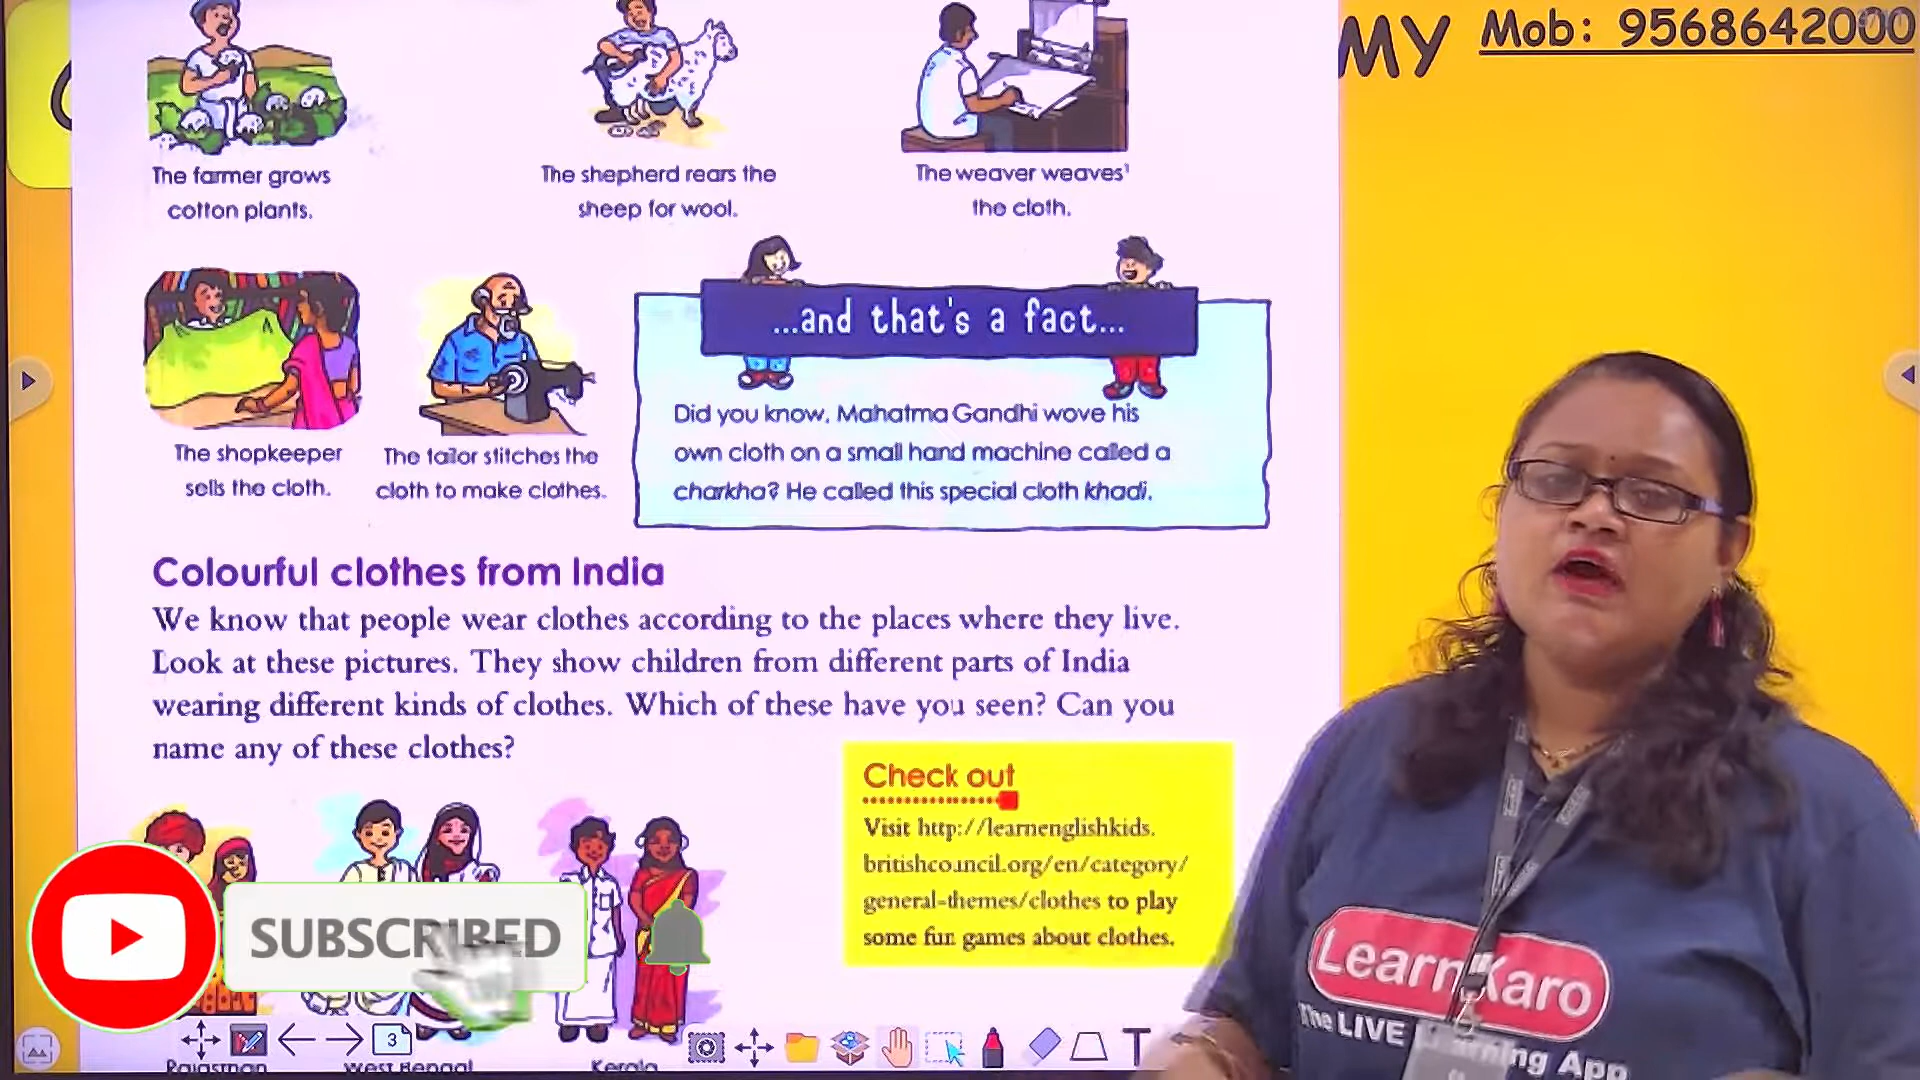 MY Mob: 9568642000
The farmer grows
cotton plants.
The shepherd rears the
sheep for wool.
The weaver weaves¹
the cloth.
The shopkeeper
sells the cloth.
The tailor stitches the
cloth to make clothes.
...and that's a fact...
Did you know, Mahatma Gandhi wove his
own cloth on a small hand machine called a
charkha? He called this special cloth khadi.
Colourful clothes from India
We know that people wear clothes according to the places where they live.
Look at these pictures. They show children from different parts of India
wearing different kinds of clothes. Which of these have you seen? Can you
name any of these clothes?
Check out
Visit http://learnenglishkids.
britishcouncil.org/en/category/
general-themes/clothes to play
some fun games about clothes.
SUBSCRIBED
3
T
Rajasthan
West Bengal
Kerala
LearnKaro
The LIVE Learning App